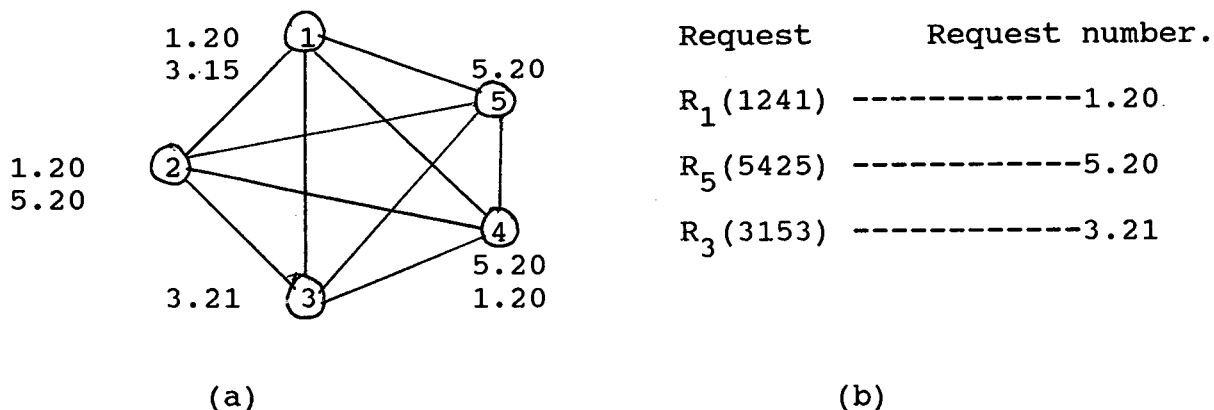 1.20
3.15
1
5.20
5
1.20
5.20
2
4
5.20
1.20
3.21
3
(a)
Request Request number.
R1(1241) ------------1.20
R5(5425) ------------5.20
R3(3153) ------------3.21
(b)